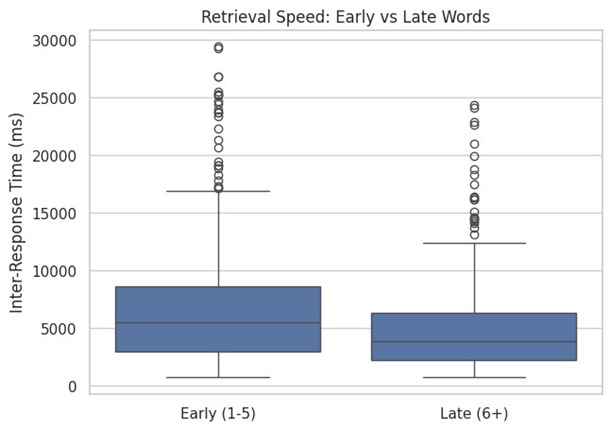 Retrieval Speed: Early vs Late Words
Inter-Response Time (ms)
30000
25000
20000
15000
10000
5000
0
Early (1-5)
Late (6+)